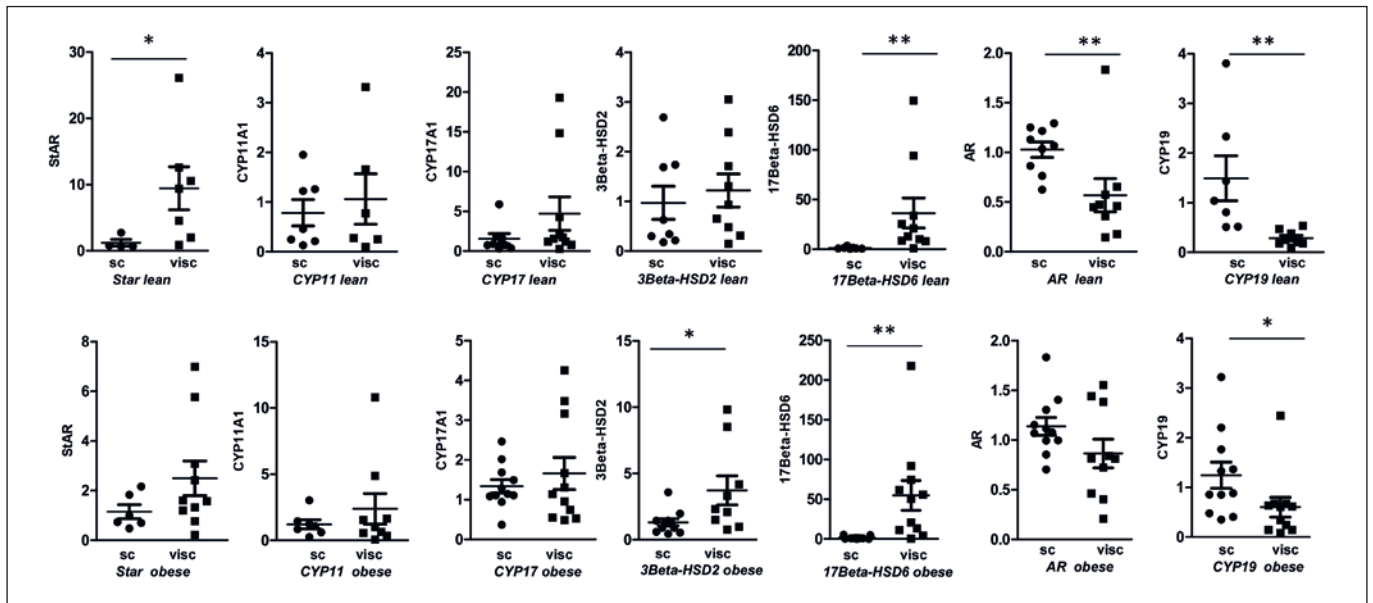 * ** ** **
StAR 30 20 10 0 sc visc Star lean
CYP11A1 4 3 2 1 0 sc visc CYP11 lean
CYP17A1 25 20 15 10 5 0 sc visc CYP17 lean
3Beta-HSD2 4 3 2 1 0 sc visc 3Beta-HSD2 lean
17Beta-HSD6 200 150 100 50 0 sc visc 17Beta-HSD6 lean
AR 2.0 1.5 1.0 0.5 0.0 sc visc AR lean
CYP19 4 3 2 1 0 sc visc CYP19 lean
* ** *
StAR 8 6 4 2 0 sc visc Star obese
CYP11A1 15 10 5 0 sc visc CYP11 obese
CYP17A1 5 4 3 2 1 0 sc visc CYP17 obese
3Beta-HSD2 15 10 5 0 sc visc 3Beta-HSD2 obese
17Beta-HSD6 250 200 150 100 50 0 sc visc 17Beta-HSD6 obese
AR 2.0 1.5 1.0 0.5 0.0 sc visc AR obese
CYP19 4 3 2 1 0 sc visc CYP19 obese